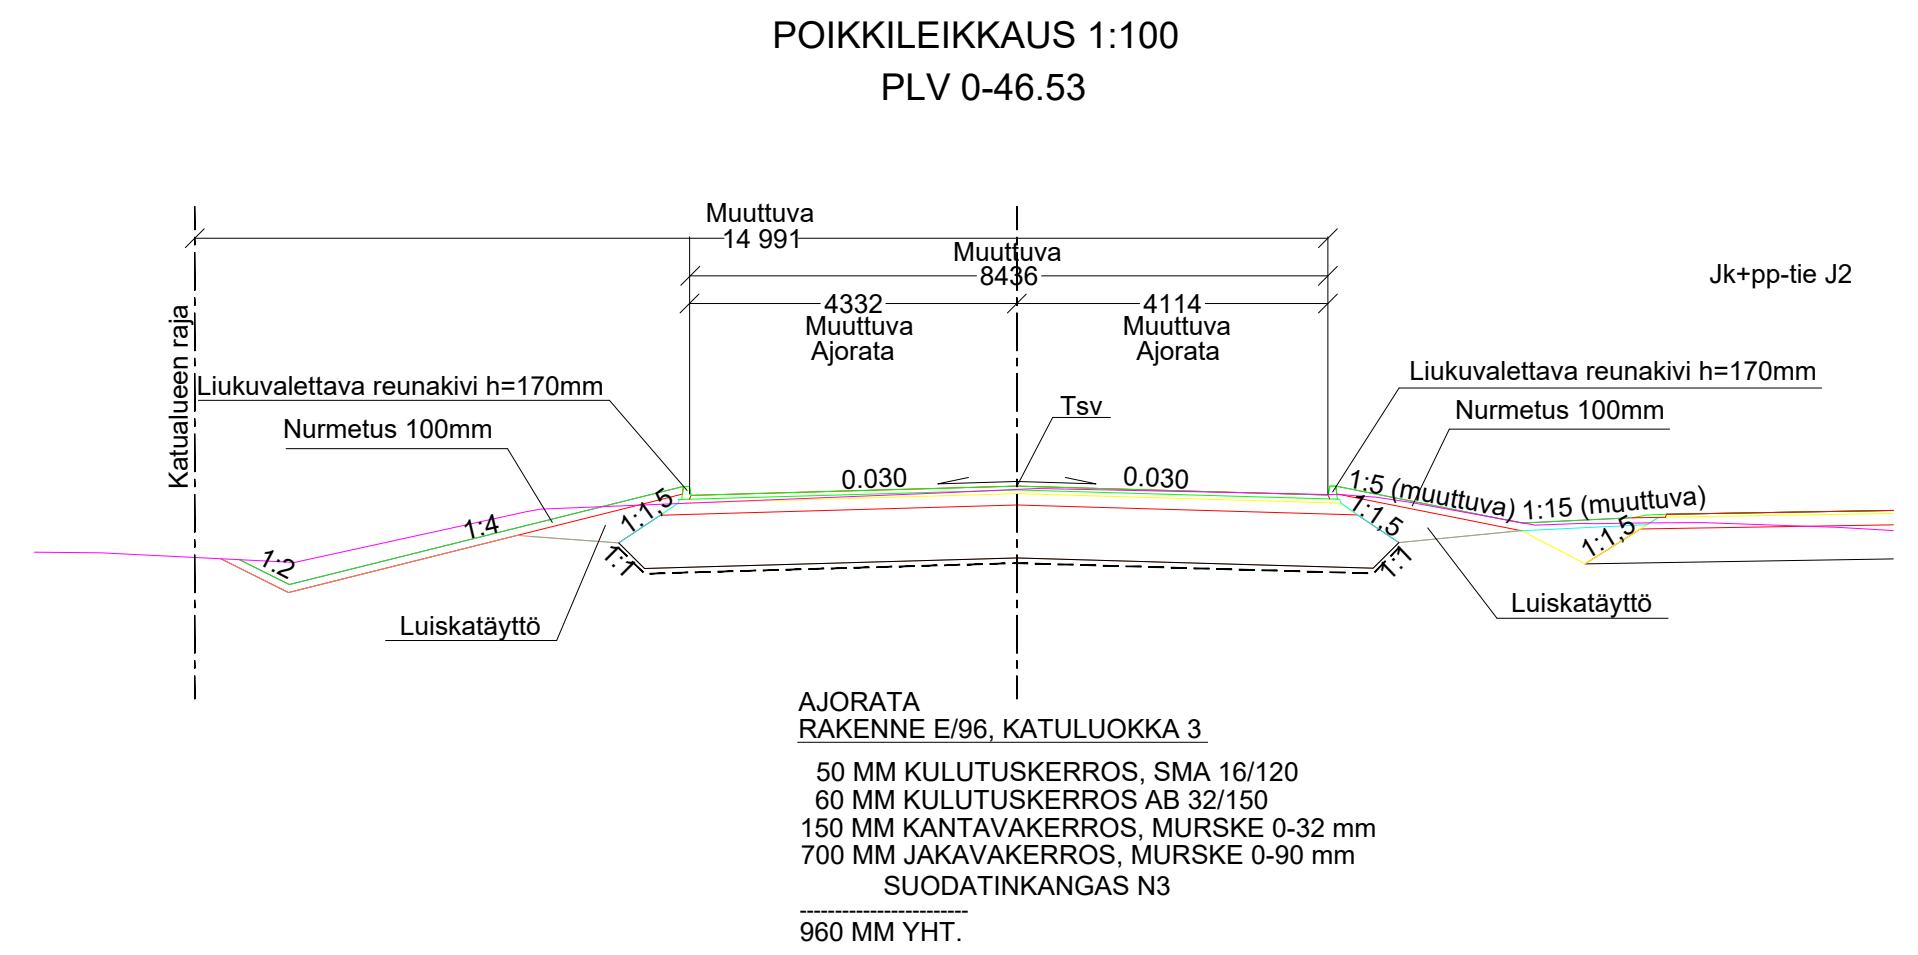 POIKKILEIKKAUS 1:100
PLV 0-46.53
Muuttuva
14 991
Muuttuva
8436
4332
Muuttuva
Ajorata
4114
Muuttuva
Ajorata
Jk+pp-tie J2
Katualueen raja
Liukuvalettava reunakivi h=170mm
Nurmetus 100mm
Tsv
Liukuvalettava reunakivi h=170mm
Nurmetus 100mm
0.030
0.030
1:2
1:4
1:1,5
1:1
1:5 (muuttuva)
1:15 (muuttuva)
1:1,5
1:1
1:1,5
Luiskatäyttö
Luiskatäyttö
AJORATA
RAKENNE E/96, KATULUOKKA 3
50 MM KULUTUSKERROS, SMA 16/120
60 MM KULUTUSKERROS AB 32/150
150 MM KANTAVAKERROS, MURSKE 0-32 mm
700 MM JAKAVAKERROS, MURSKE 0-90 mm
SUODATINKANGAS N3
------------------------
960 MM YHT.